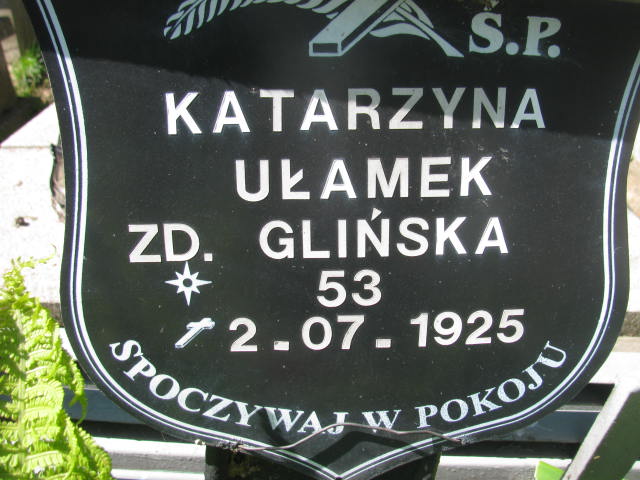 Ś.P.
KATARZYNA
UŁAMEK
ZD. GLIŃSKA
53
2-07-1925
SPOCZYWAJ W POKOJU